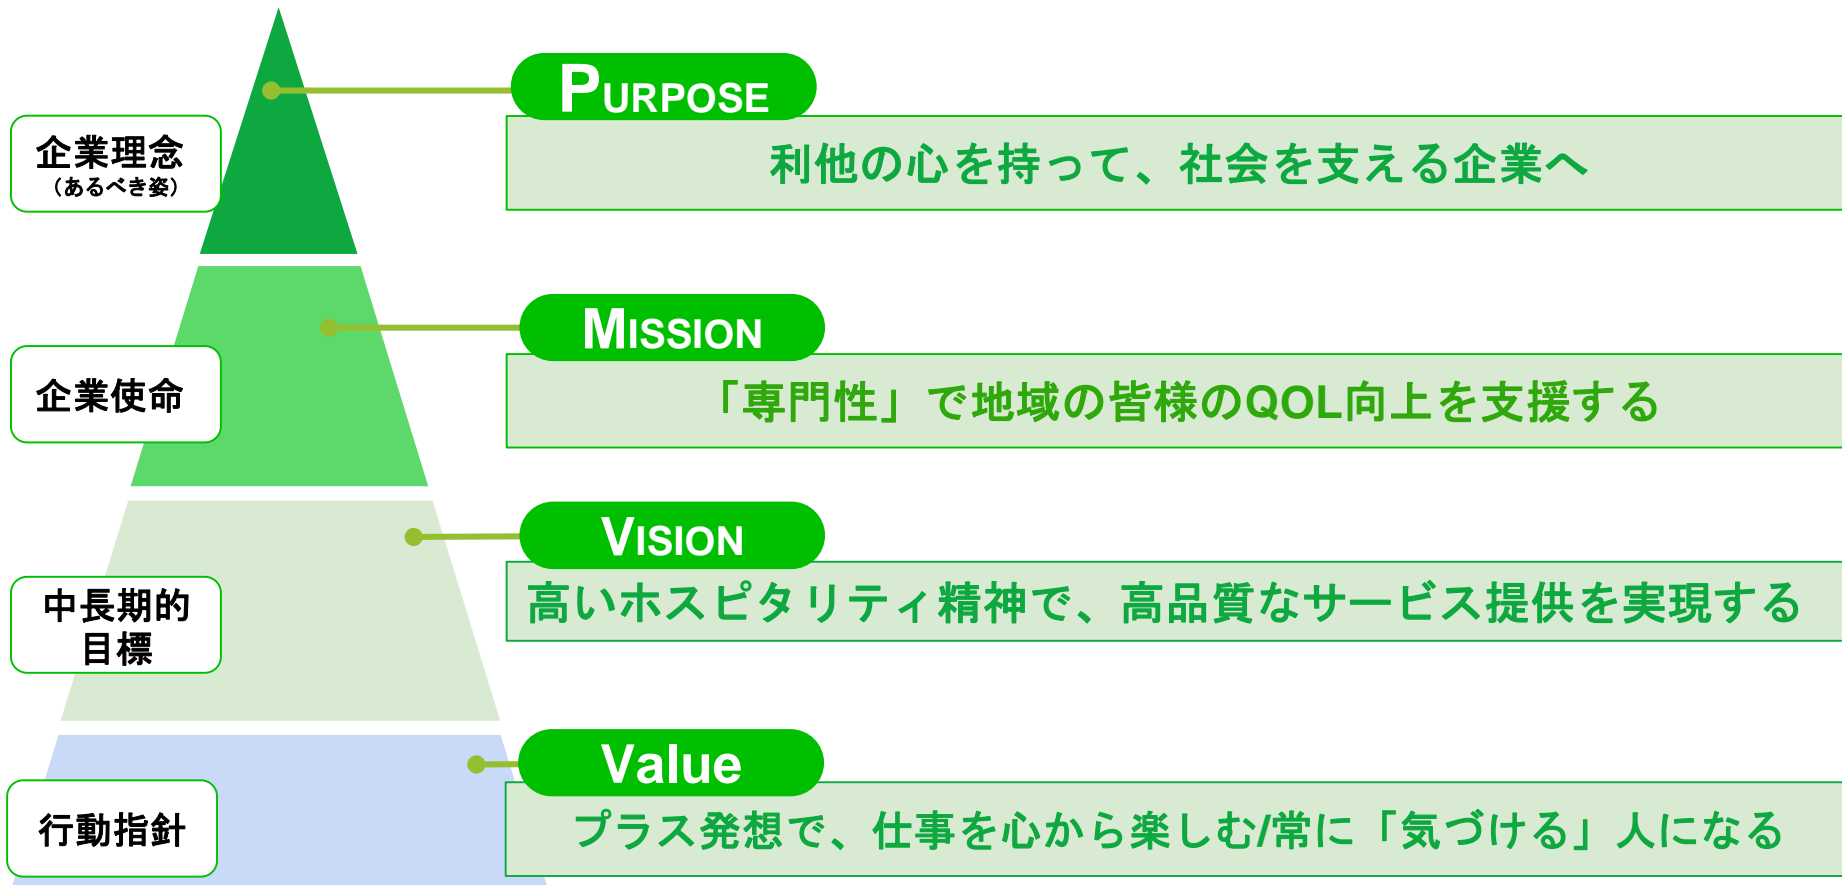 PURPOSE
企業理念
（あるべき姿）
利他の心を持って、社会を支える企業へ
MISSION
企業使命
「専門性」で地域の皆様のQOL向上を支援する
VISION
中長期的
目標
高いホスピタリティ精神で、高品質なサービス提供を実現する
Value
行動指針
プラス発想で、仕事を心から楽しむ/常に「気づける」人になる